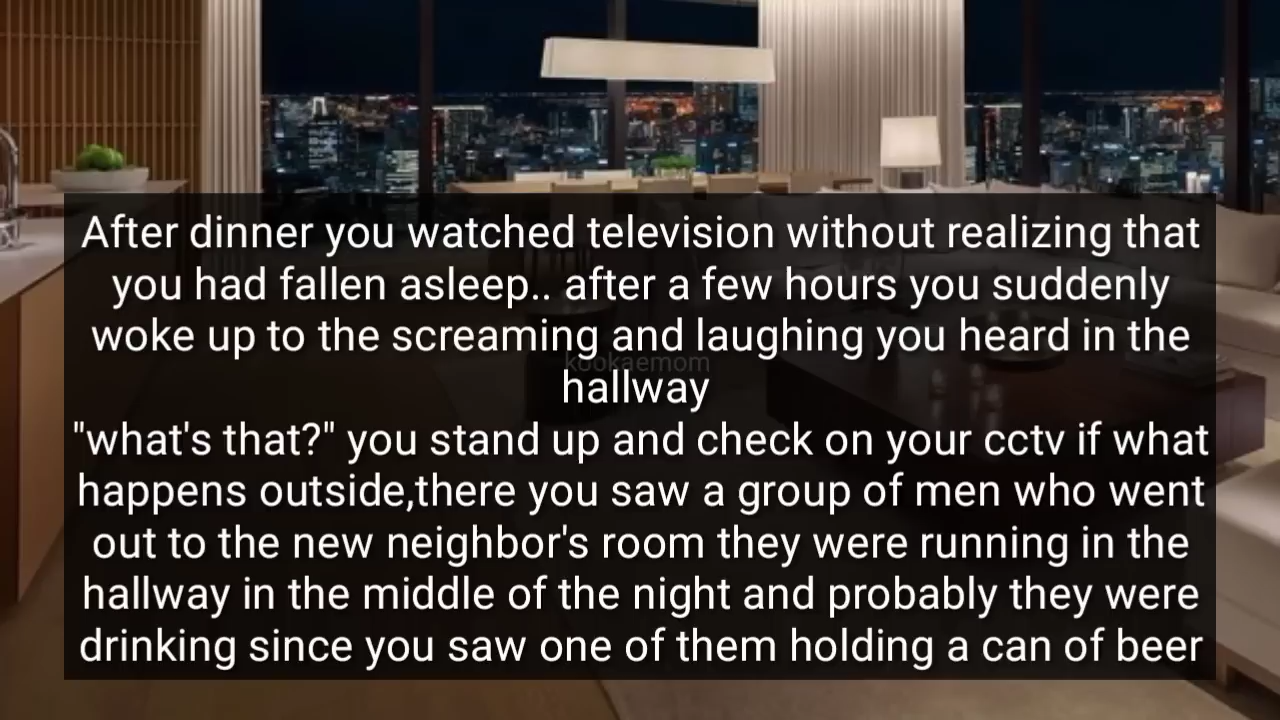 After dinner you watched television without realizing that
you had fallen asleep.. after a few hours you suddenly
woke up to the screaming and laughing you heard in the
kookaemom
hallway
"what's that?" you stand up and check on your cctv if what
happens outside,there you saw a group of men who went
out to the new neighbor's room they were running in the
hallway in the middle of the night and probably they were
drinking since you saw one of them holding a can of beer